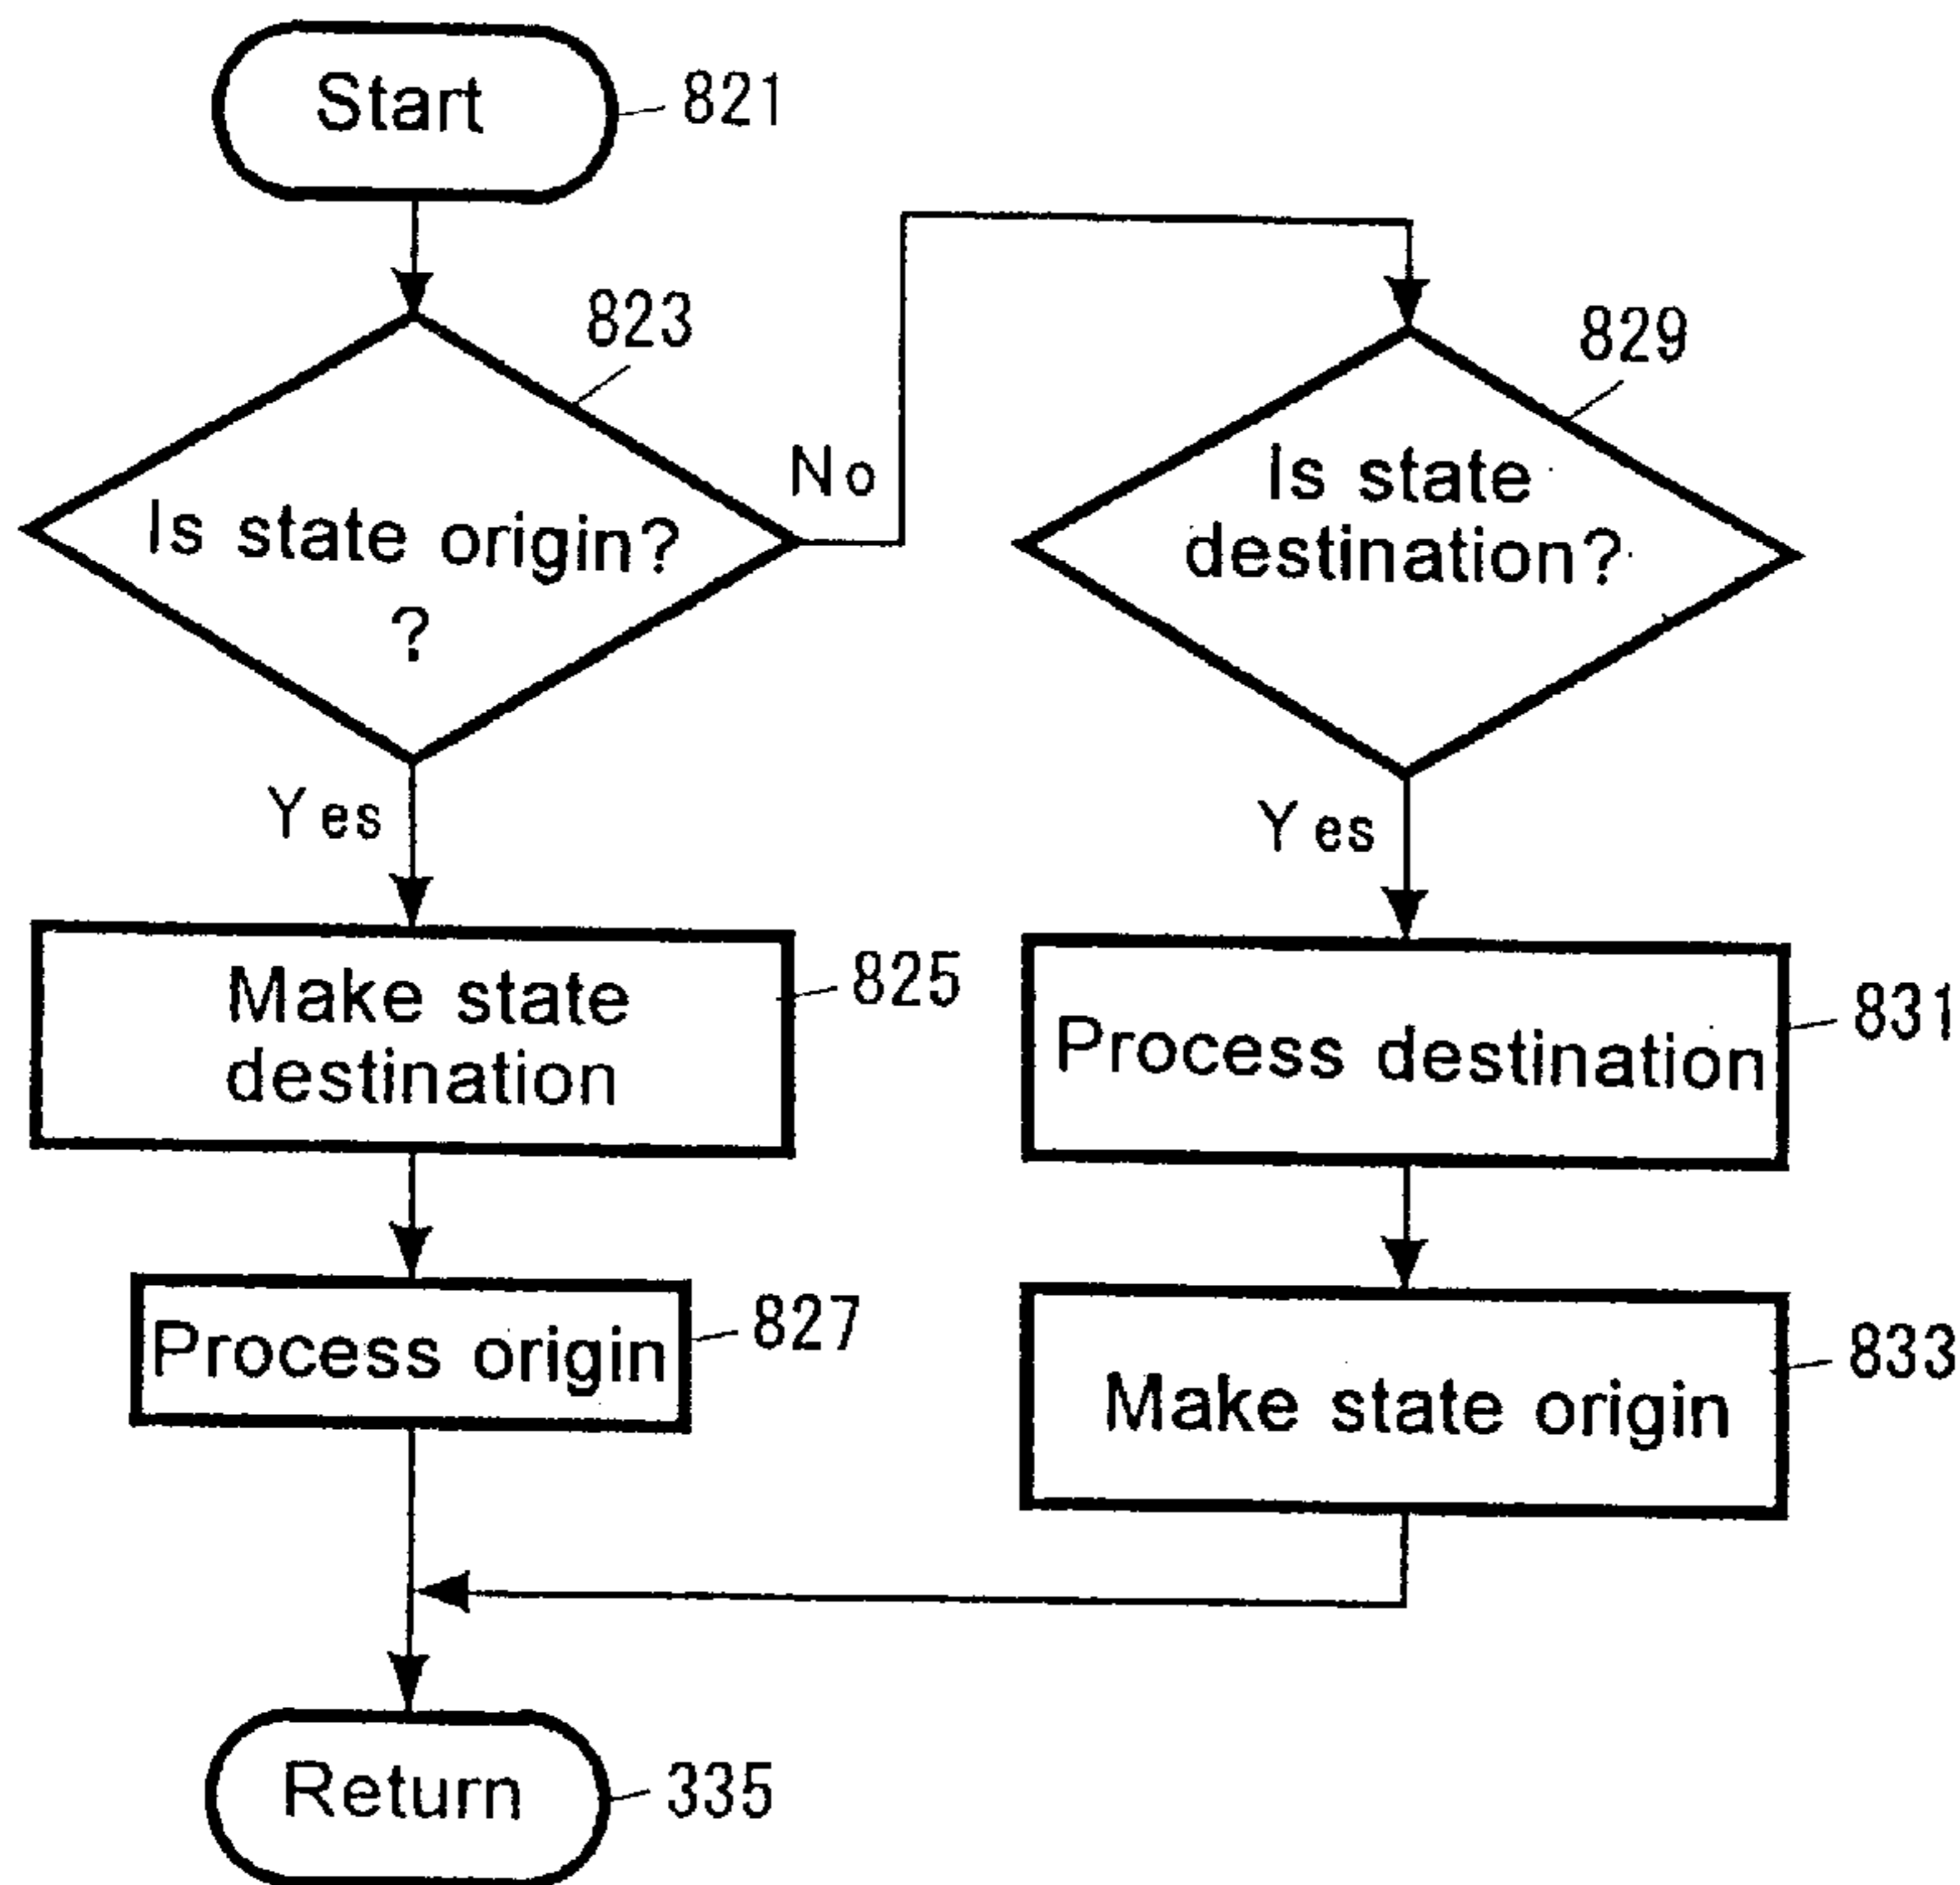 Start
821
823
Is state origin?
?
No
Yes
829
Is state
destination?
Yes
Make state
destination
825
Process destination
831
Process origin
827
Make state origin
833
Return
335